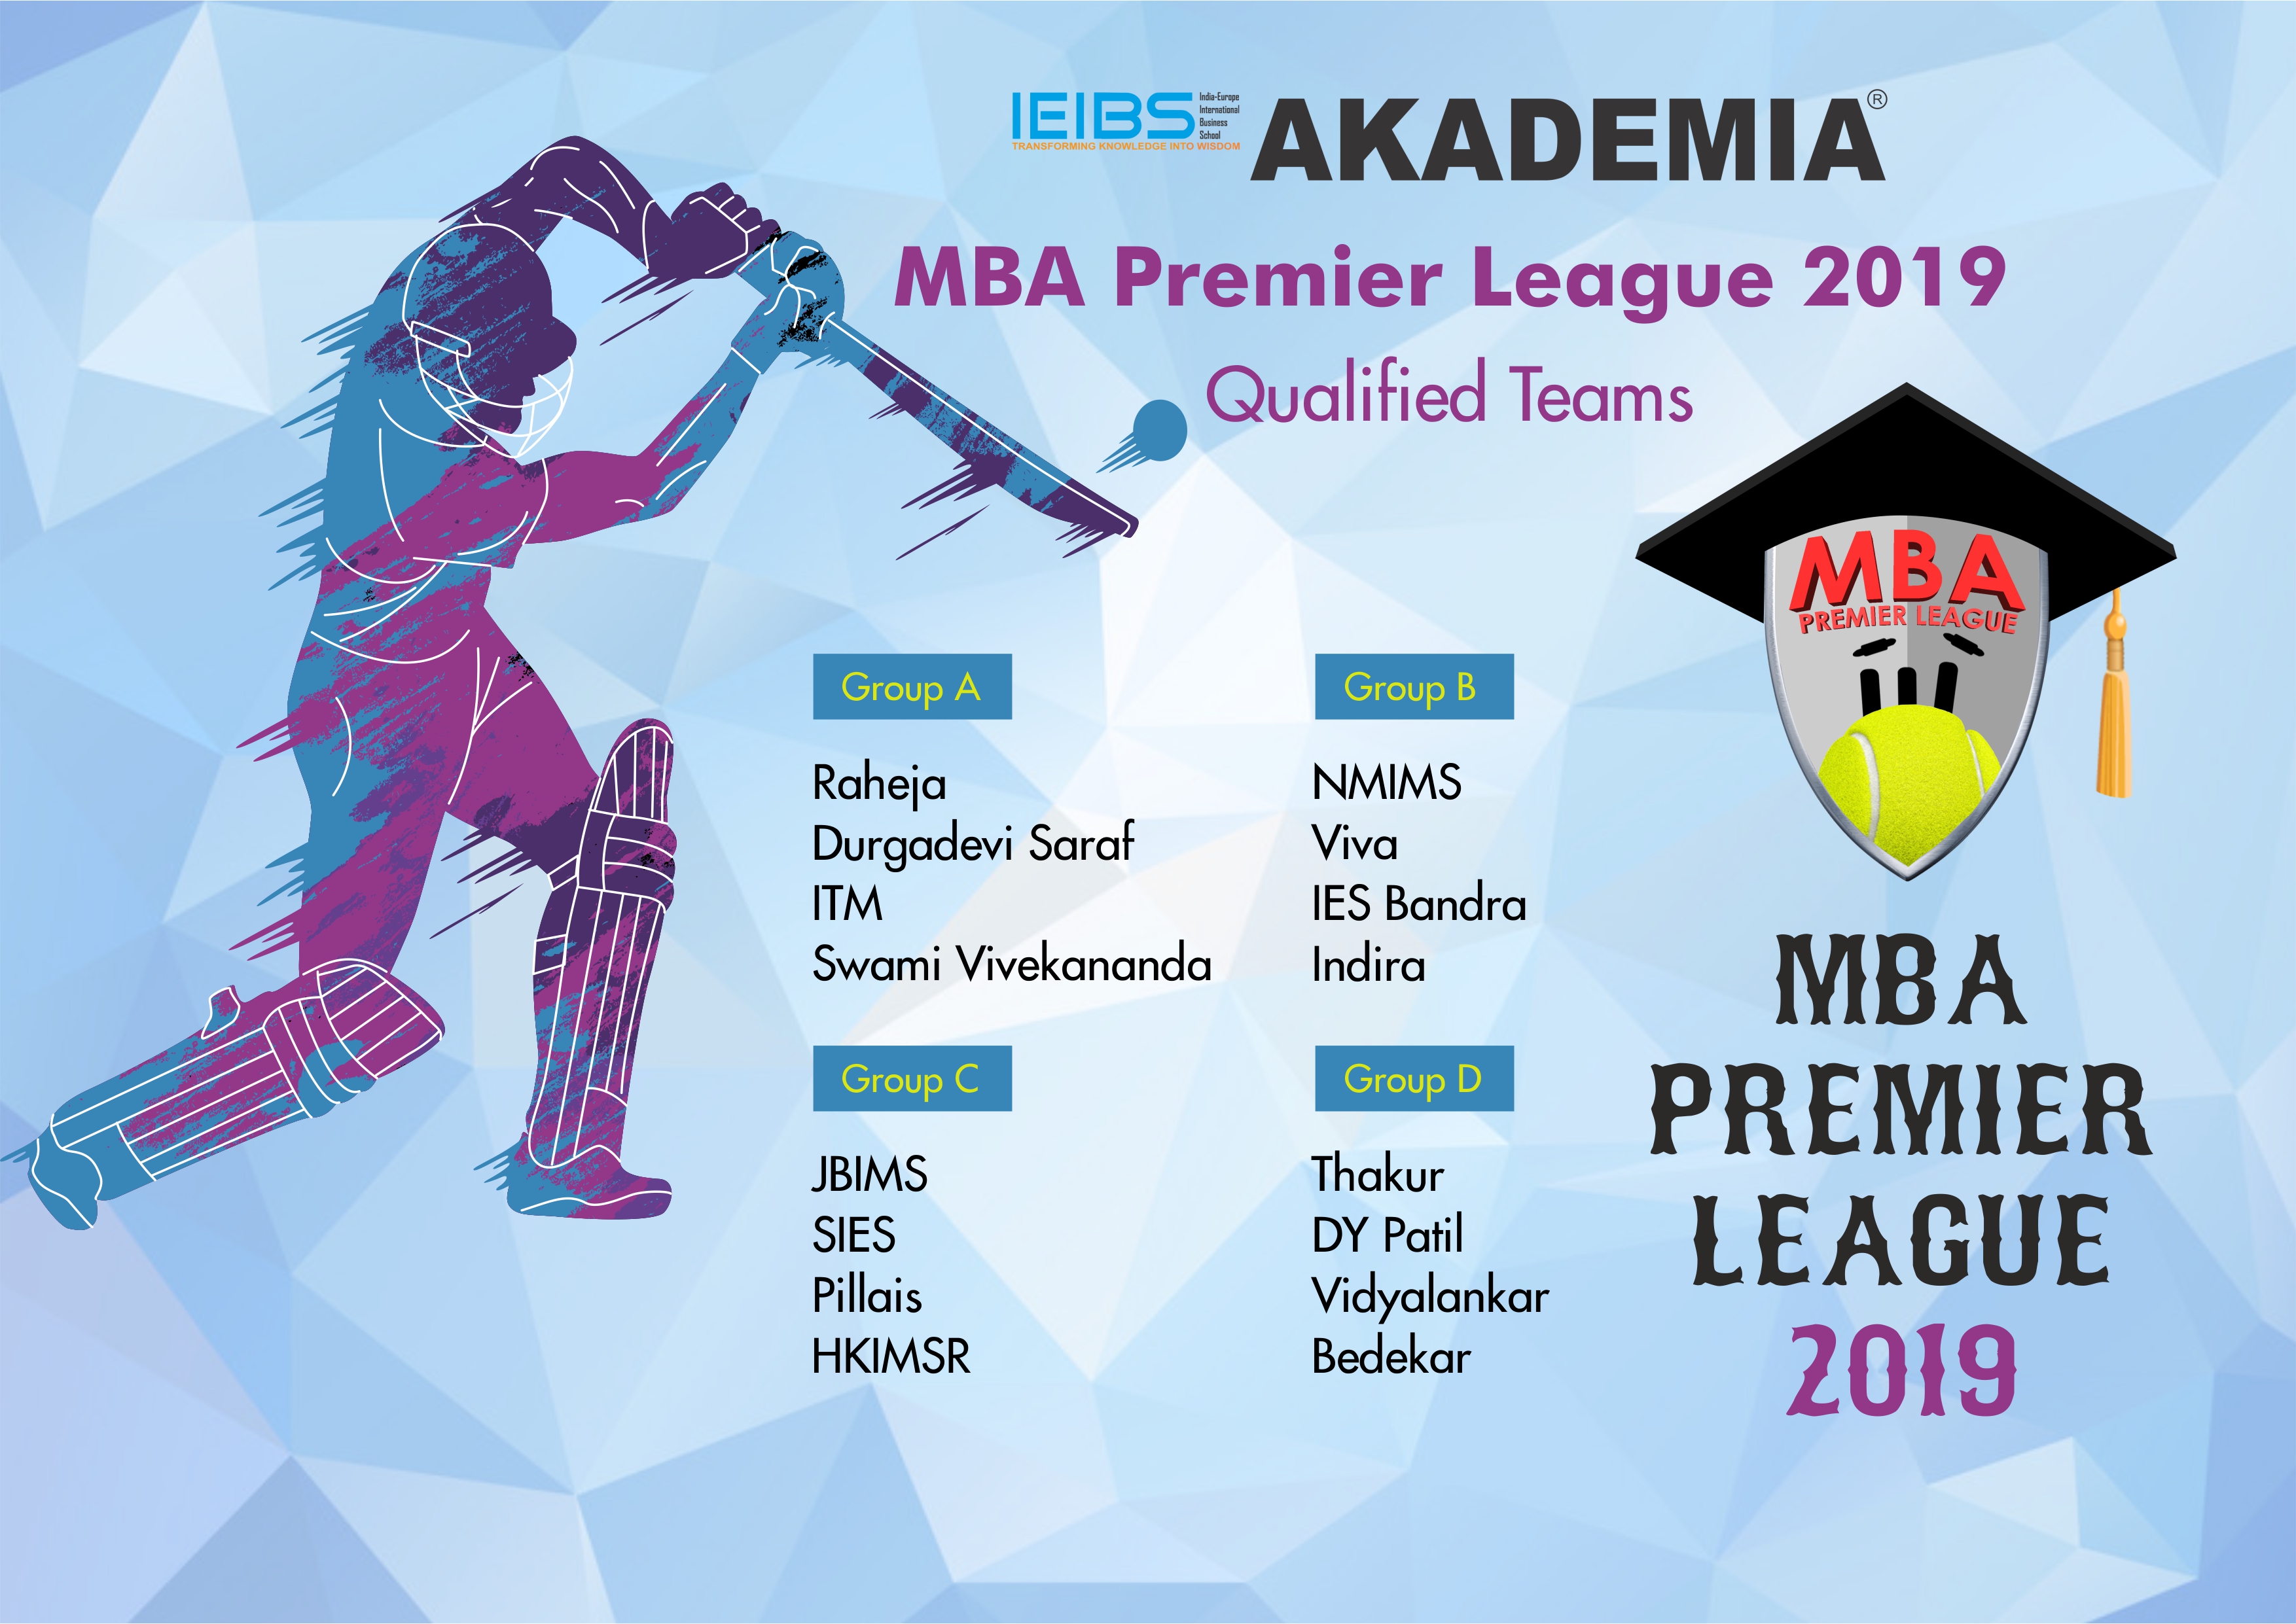 IEIBS
India-Europe
International
Business
School
TRANSFORMING KNOWLEDGE INTO WISDOM
AKADEMIA®
MBA Premier League 2019
Qualified Teams
MBA
PREMIER LEAGUE
Group A
Raheja
Durgadevi Saraf
ITM
Swami Vivekananda
Group B
NMIMS
Viva
IES Bandra
Indira
Group C
JBIMS
SIES
Pillais
HKIMSR
Group D
Thakur
DY Patil
Vidyalankar
Bedekar
MBA
PREMIER
LEAGUE
2019